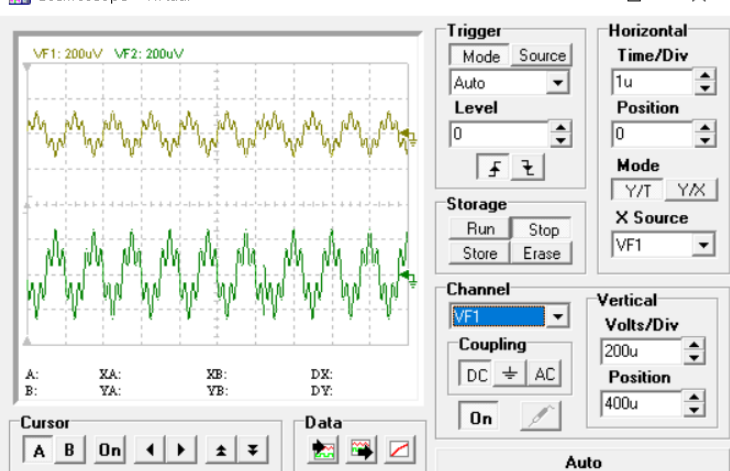 VF1: 200uV VF2: 200uV
A: XA: XB: DX:
B: YA: YB: DY:
Cursor
A B On
Data
Trigger
Mode Source
Auto
Level
0
Storage
Run Stop
Store Erase
Channel
VF1
Coupling
DC AC
On
Horizontal
Time/Div
1u
Position
0
Mode
Y/T Y/X
X Source
VF1
Vertical
Volts/Div
200u
Position
400u
Auto